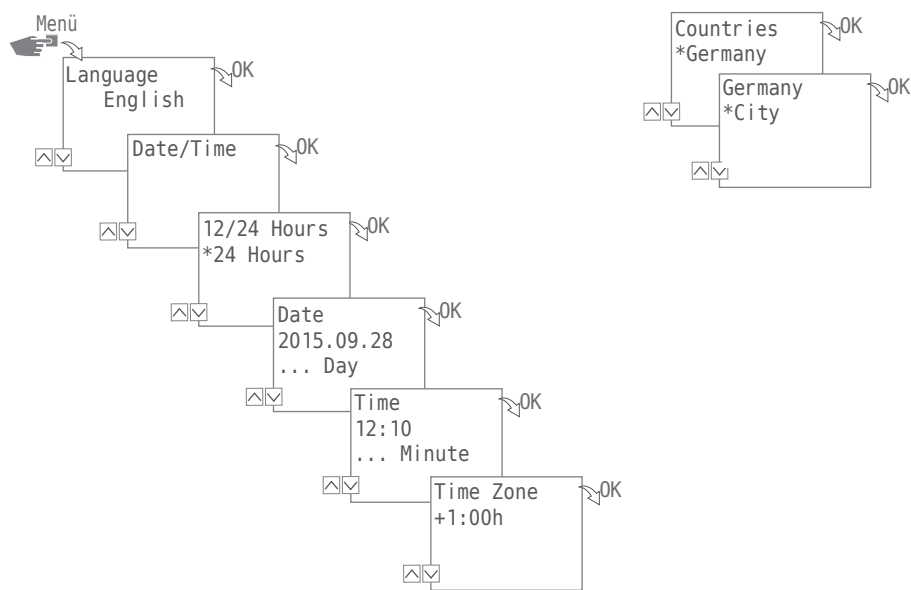 Menü
Language
English
OK
Date/Time
OK
12/24 Hours
*24 Hours
OK
Date
2015.09.28
... Day
OK
Time
12:10
... Minute
OK
Time Zone
+1:00h
OK
Countries
*Germany
OK
Germany
*City
OK